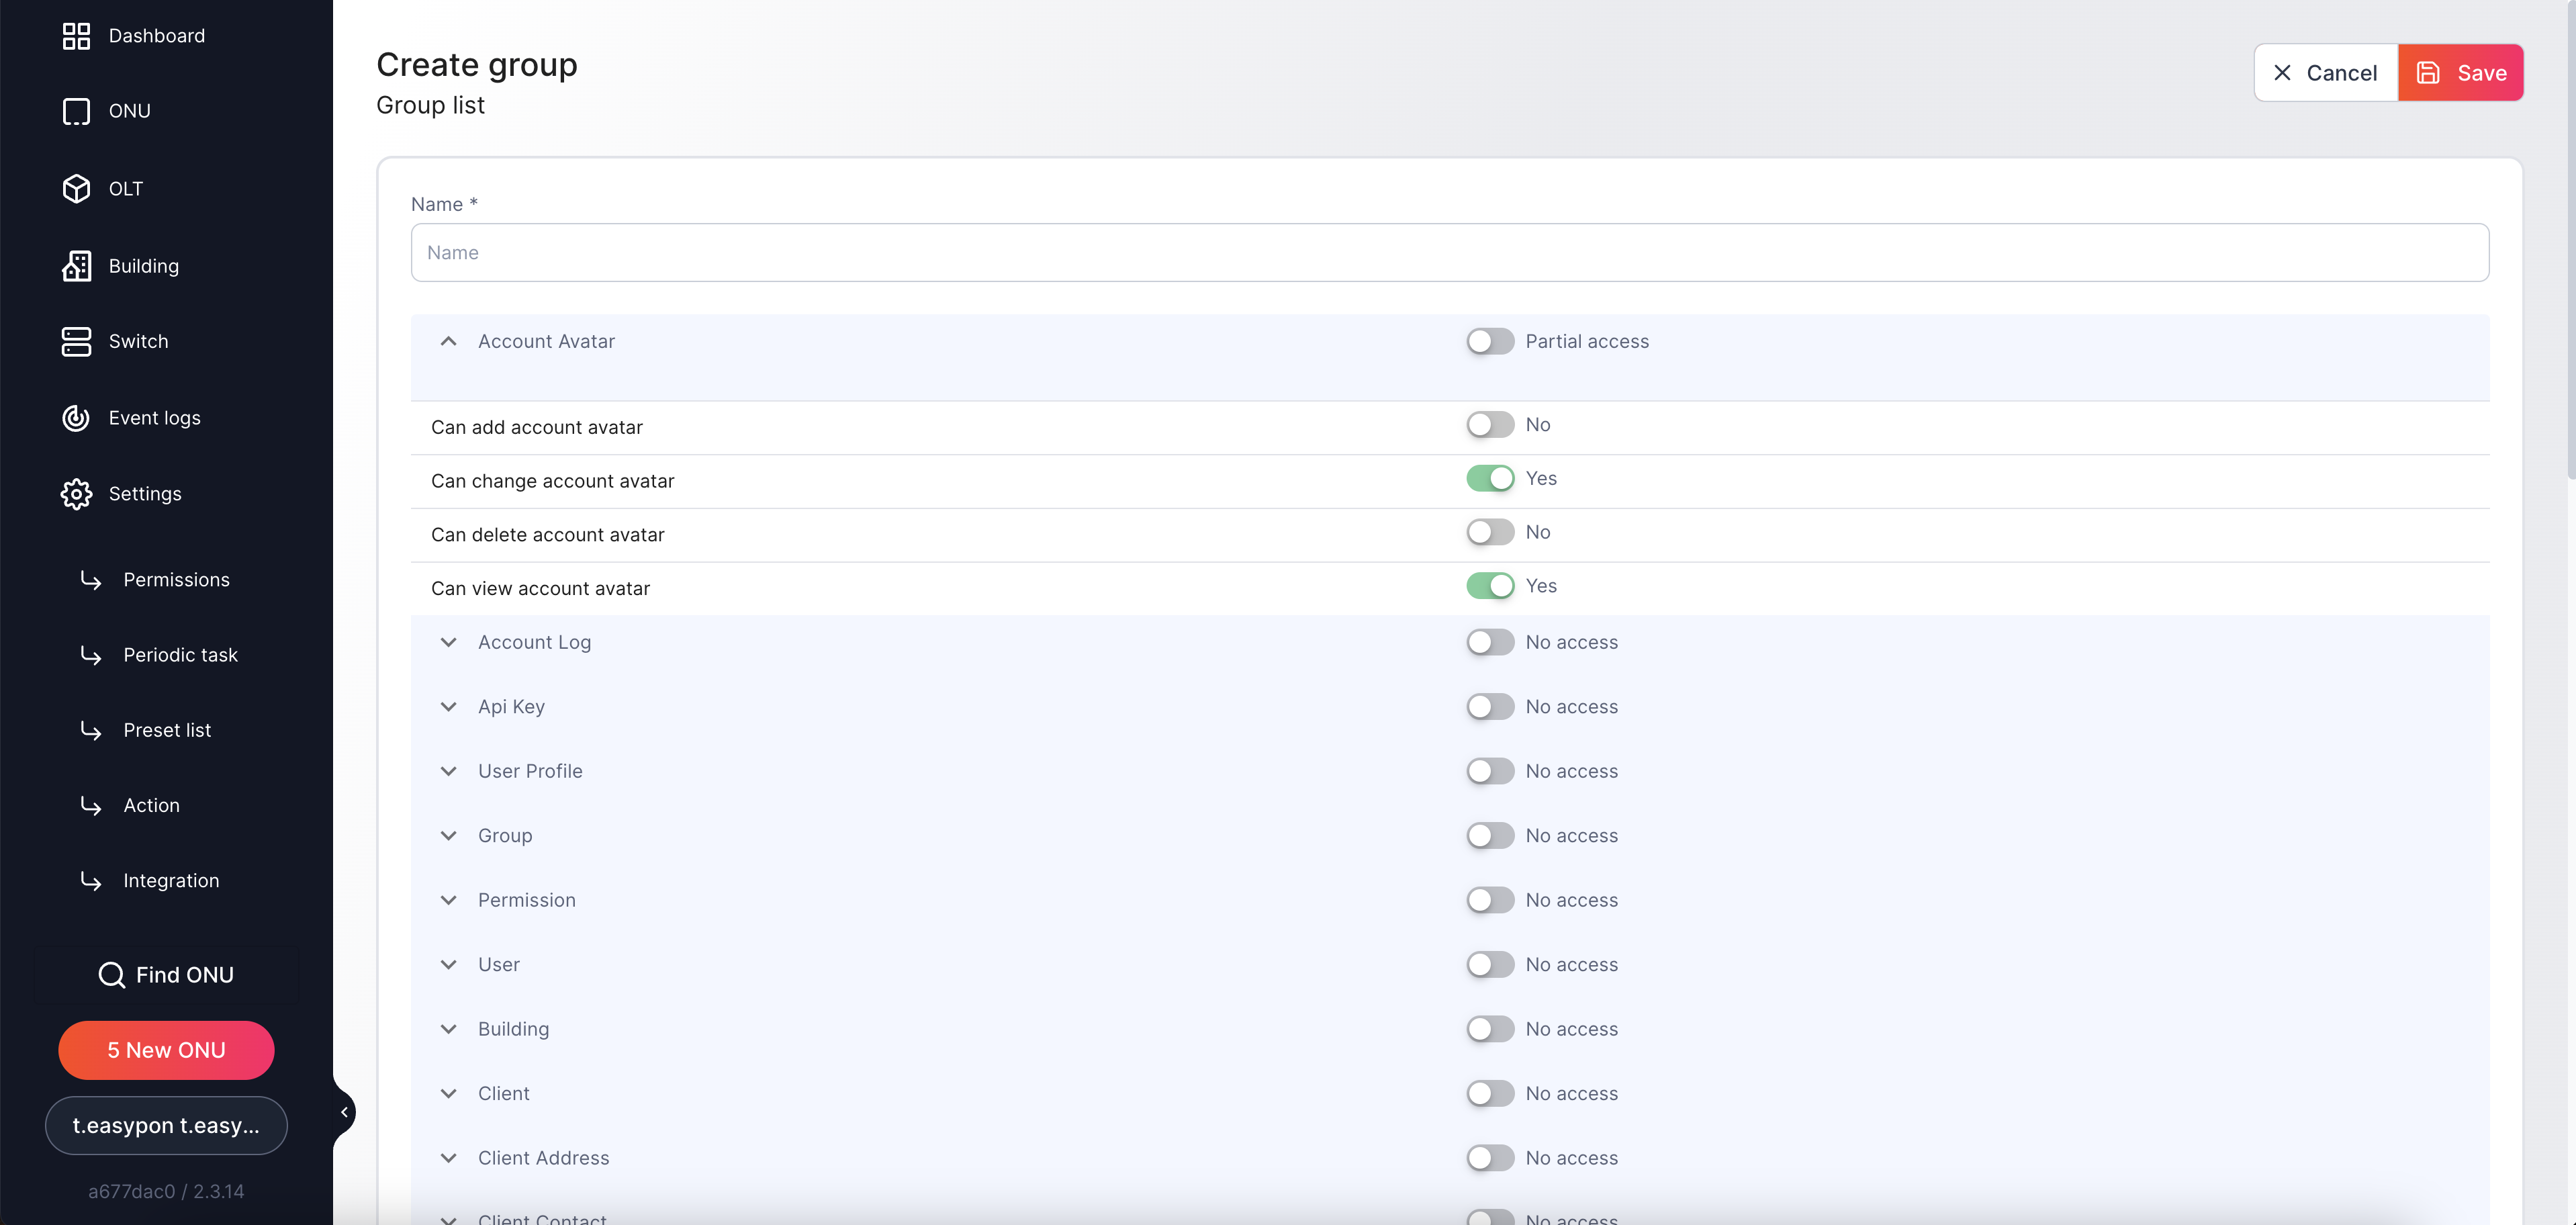 Dashboard
ONU
OLT
Building
Switch
Event logs
Settings
Permissions
Periodic task
Preset list
Action
Integration
Find ONU
5 New ONU
t.easypon t.easy...
a677dac0 / 2.3.14
Create group
Group list
Cancel
Save
Name *
Name
Account Avatar Partial access
Can add account avatar No
Can change account avatar Yes
Can delete account avatar No
Can view account avatar Yes
Account Log No access
Api Key No access
User Profile No access
Group No access
Permission No access
User No access
Building No access
Client No access
Client Address No access
Client Contact No access